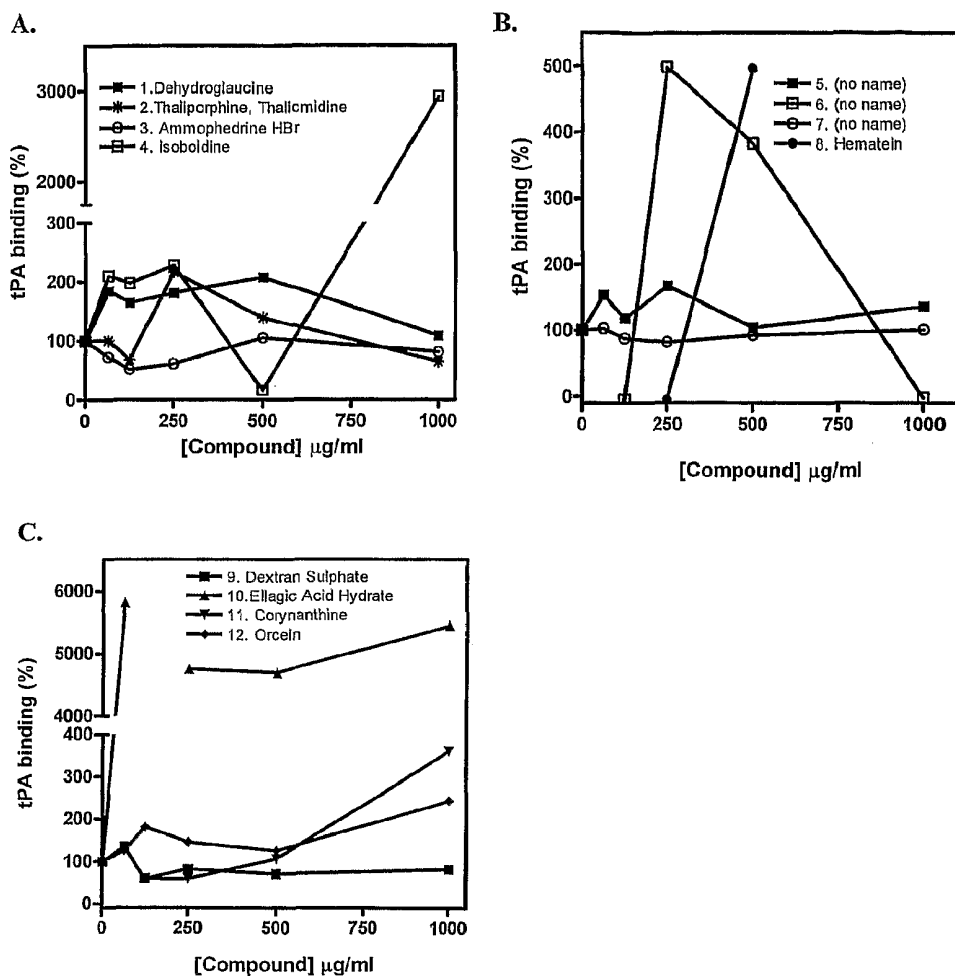 A.
1.Dehydroglaucine
2.Thaliporphine, Thalicmidine
3. Ammophedrine HBr
4. Isoboldine
tPA binding (%)
3000
2000
300
200
100
0
0 250 500 750 1000
[Compound] μg/ml
B.
5. (no name)
6. (no name)
7. (no name)
8. Hematein
tPA binding (%)
500
400
300
200
100
0
0 250 500 750 1000
[Compound] μg/ml
C.
9. Dextran Sulphate
10.Ellagic Acid Hydrate
11. Corynanthine
12. Orcein
tPA binding (%)
6000
5000
4000
400
300
200
100
0
0 250 500 750 1000
[Compound] μg/ml